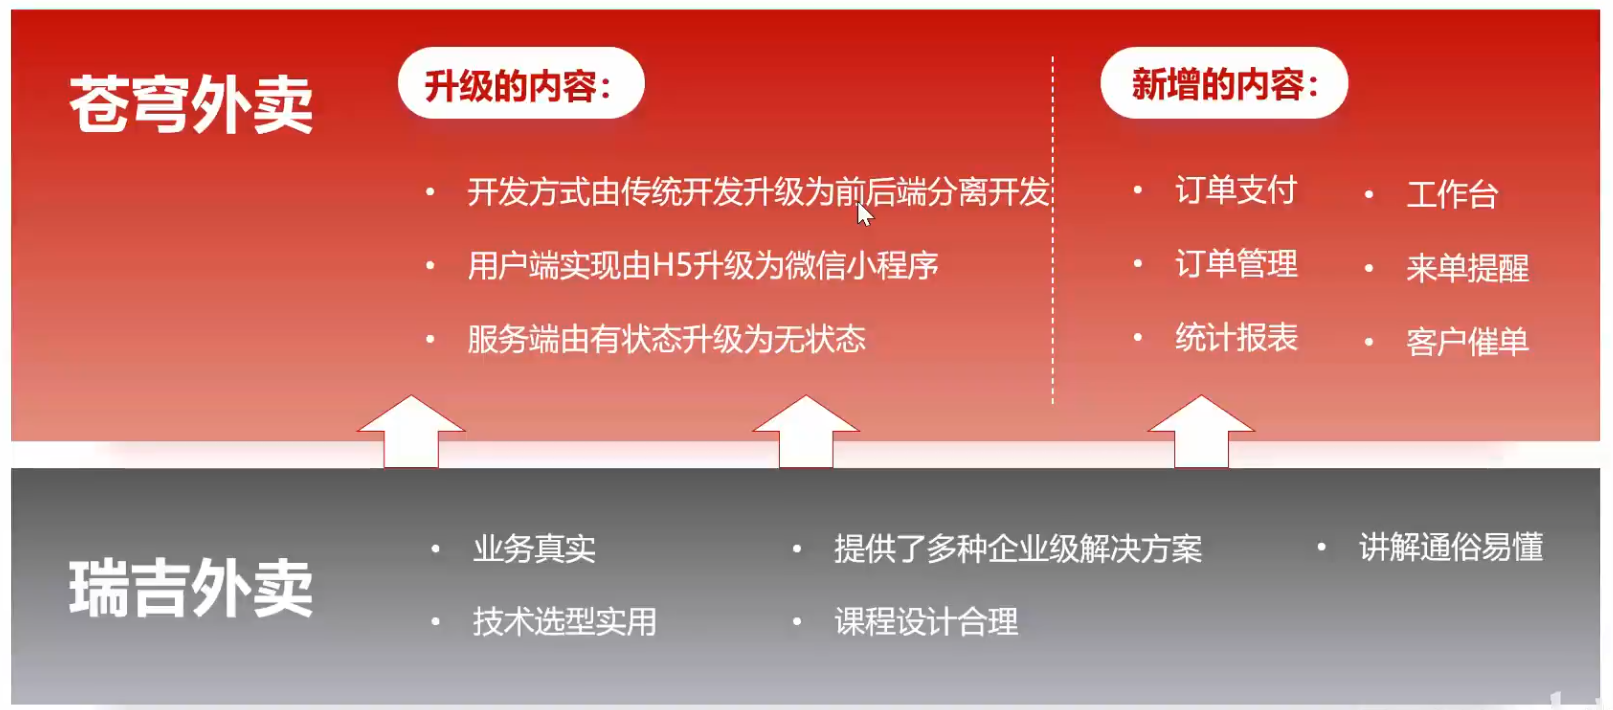 苍穹外卖
升级的内容：
• 开发方式由传统开发升级为前后端分离开发
• 用户端实现由H5升级为微信小程序
• 服务端由有状态升级为无状态
新增的内容：
• 订单支付
• 订单管理
• 统计报表
• 工作台
• 来单提醒
• 客户催单
瑞吉外卖
• 业务真实
• 技术选型实用
• 提供了多种企业级解决方案
• 课程设计合理
• 讲解通俗易懂